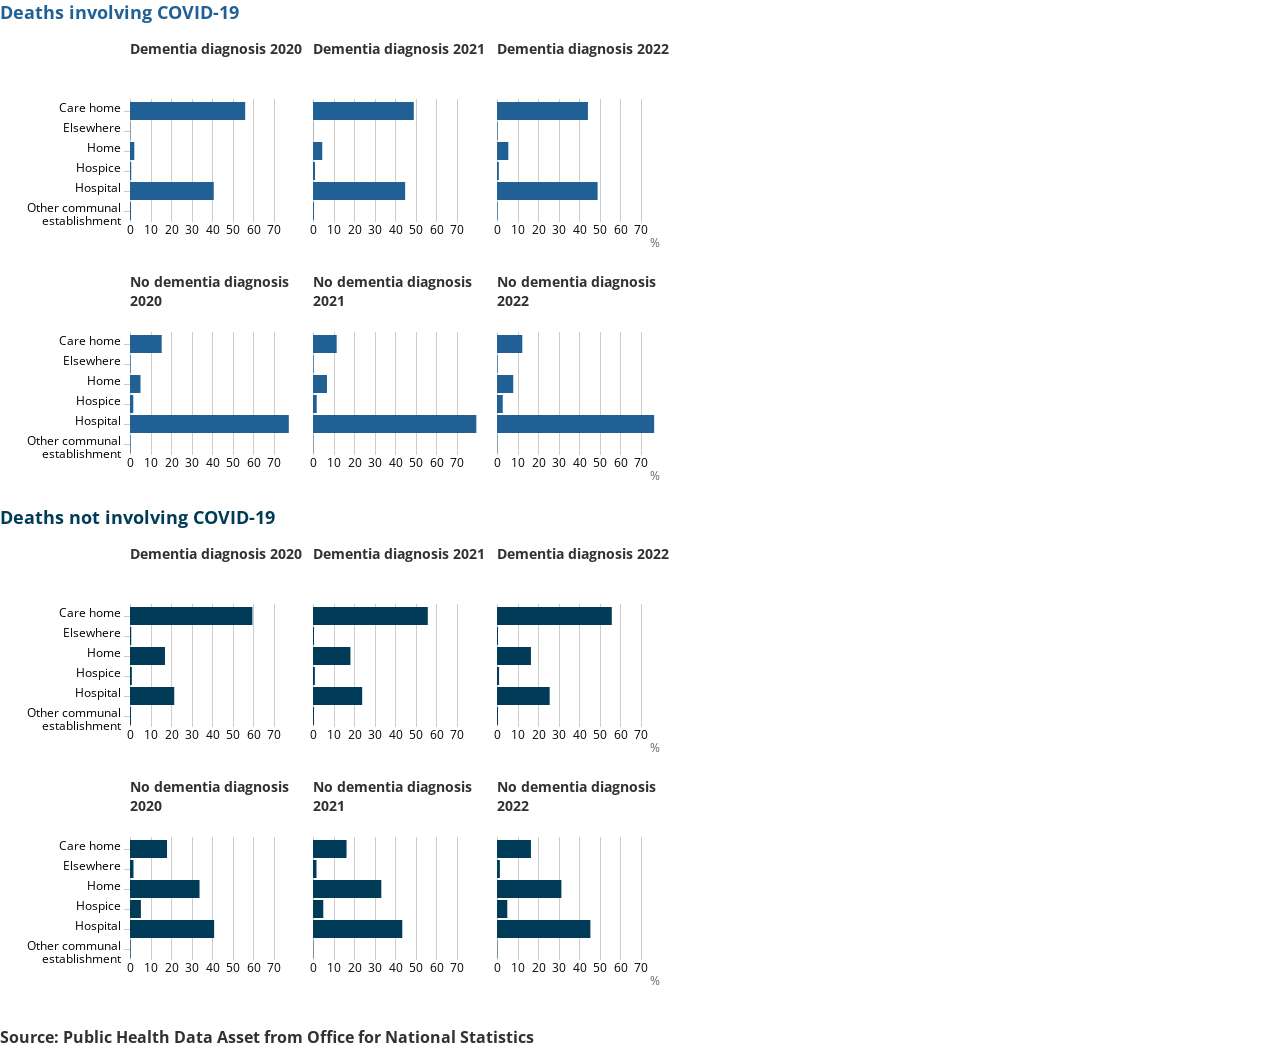 Deaths involving COVID-19
Dementia diagnosis 2020 Dementia diagnosis 2021 Dementia diagnosis 2022
Care home
Elsewhere
Home
Hospice
Hospital
Other communal
establishment
0 10 20 30 40 50 60 70 0 10 20 30 40 50 60 70 0 10 20 30 40 50 60 70
%
No dementia diagnosis No dementia diagnosis No dementia diagnosis
2020 2021 2022
Care home
Elsewhere
Home
Hospice
Hospital
Other communal
establishment
0 10 20 30 40 50 60 70 0 10 20 30 40 50 60 70 0 10 20 30 40 50 60 70
%
Deaths not involving COVID-19
Dementia diagnosis 2020 Dementia diagnosis 2021 Dementia diagnosis 2022
Care home
Elsewhere
Home
Hospice
Hospital
Other communal
establishment
0 10 20 30 40 50 60 70 0 10 20 30 40 50 60 70 0 10 20 30 40 50 60 70
%
No dementia diagnosis No dementia diagnosis No dementia diagnosis
2020 2021 2022
Care home
Elsewhere
Home
Hospice
Hospital
Other communal
establishment
0 10 20 30 40 50 60 70 0 10 20 30 40 50 60 70 0 10 20 30 40 50 60 70
%
Source: Public Health Data Asset from Office for National Statistics